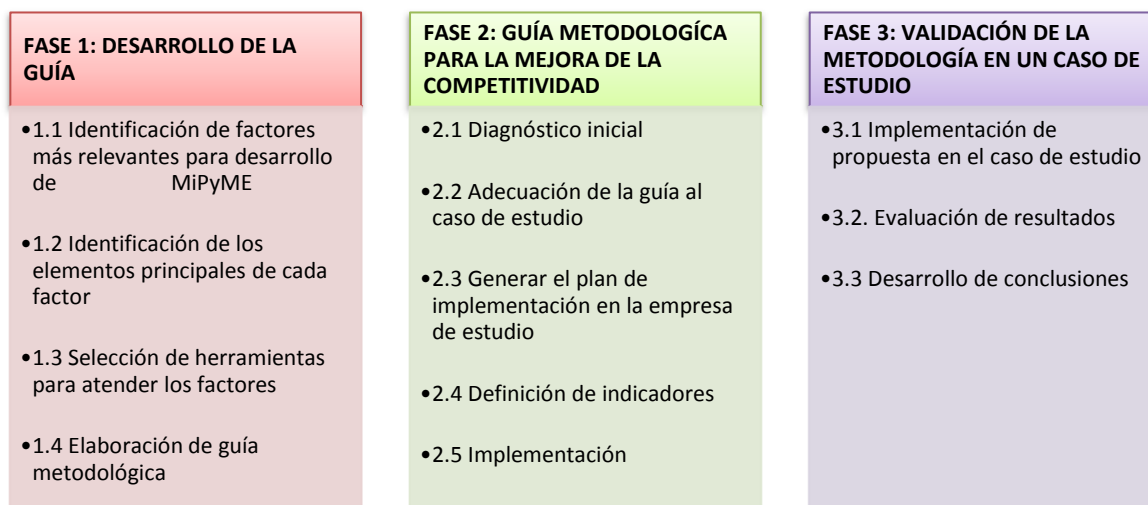 FASE 1: DESARROLLO DE LA
GUÍA
•1.1 Identificación de factores
más relevantes para desarrollo
de MiPyME
•1.2 Identificación de los
elementos principales de cada
factor
•1.3 Selección de herramientas
para atender los factores
•1.4 Elaboración de guía
metodológica
FASE 2: GUÍA METODOLOGÍCA
PARA LA MEJORA DE LA
COMPETITIVIDAD
•2.1 Diagnóstico inicial
•2.2 Adecuación de la guía al
caso de estudio
•2.3 Generar el plan de
implementación en la empresa
de estudio
•2.4 Definición de indicadores
•2.5 Implementación
FASE 3: VALIDACIÓN DE LA
METODOLOGÍA EN UN CASO DE
ESTUDIO
•3.1 Implementación de
propuesta en el caso de estudio
•3.2. Evaluación de resultados
•3.3 Desarrollo de conclusiones